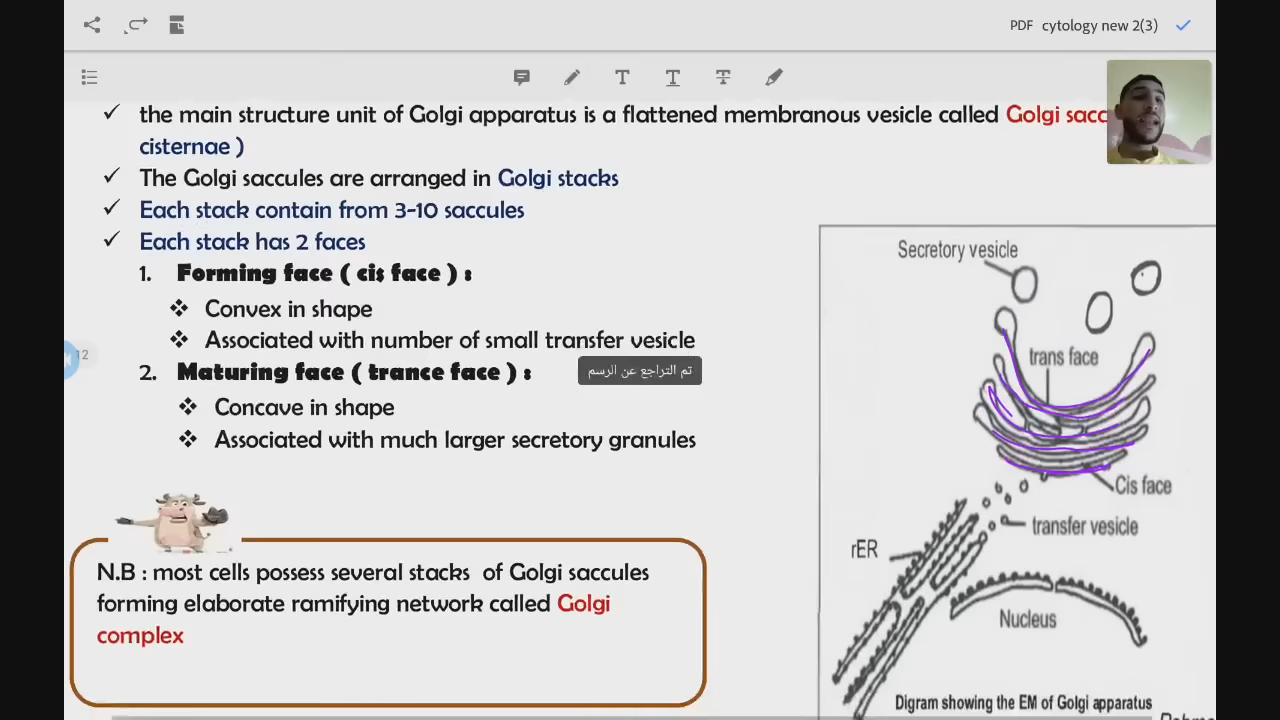 PDF cytology new 2(3)
the main structure unit of Golgi apparatus is a flattened membranous vesicle called Golgi sacc
cisternae )
The Golgi saccules are arranged in Golgi stacks
Each stack contain from 3-10 saccules
Each stack has 2 faces
1. Forming face ( cis face ) :
Convex in shape
Associated with number of small transfer vesicle
12
2. Maturing face ( trance face ) :
تم التراجع عن الرسم
Concave in shape
Associated with much larger secretory granules
N.B : most cells possess several stacks of Golgi saccules
forming elaborate ramifying network called Golgi
complex
Secretory vesicle
trans face
Cis face
transfer vesicle
rER
Nucleus
Digram showing the EM of Golgi apparatus